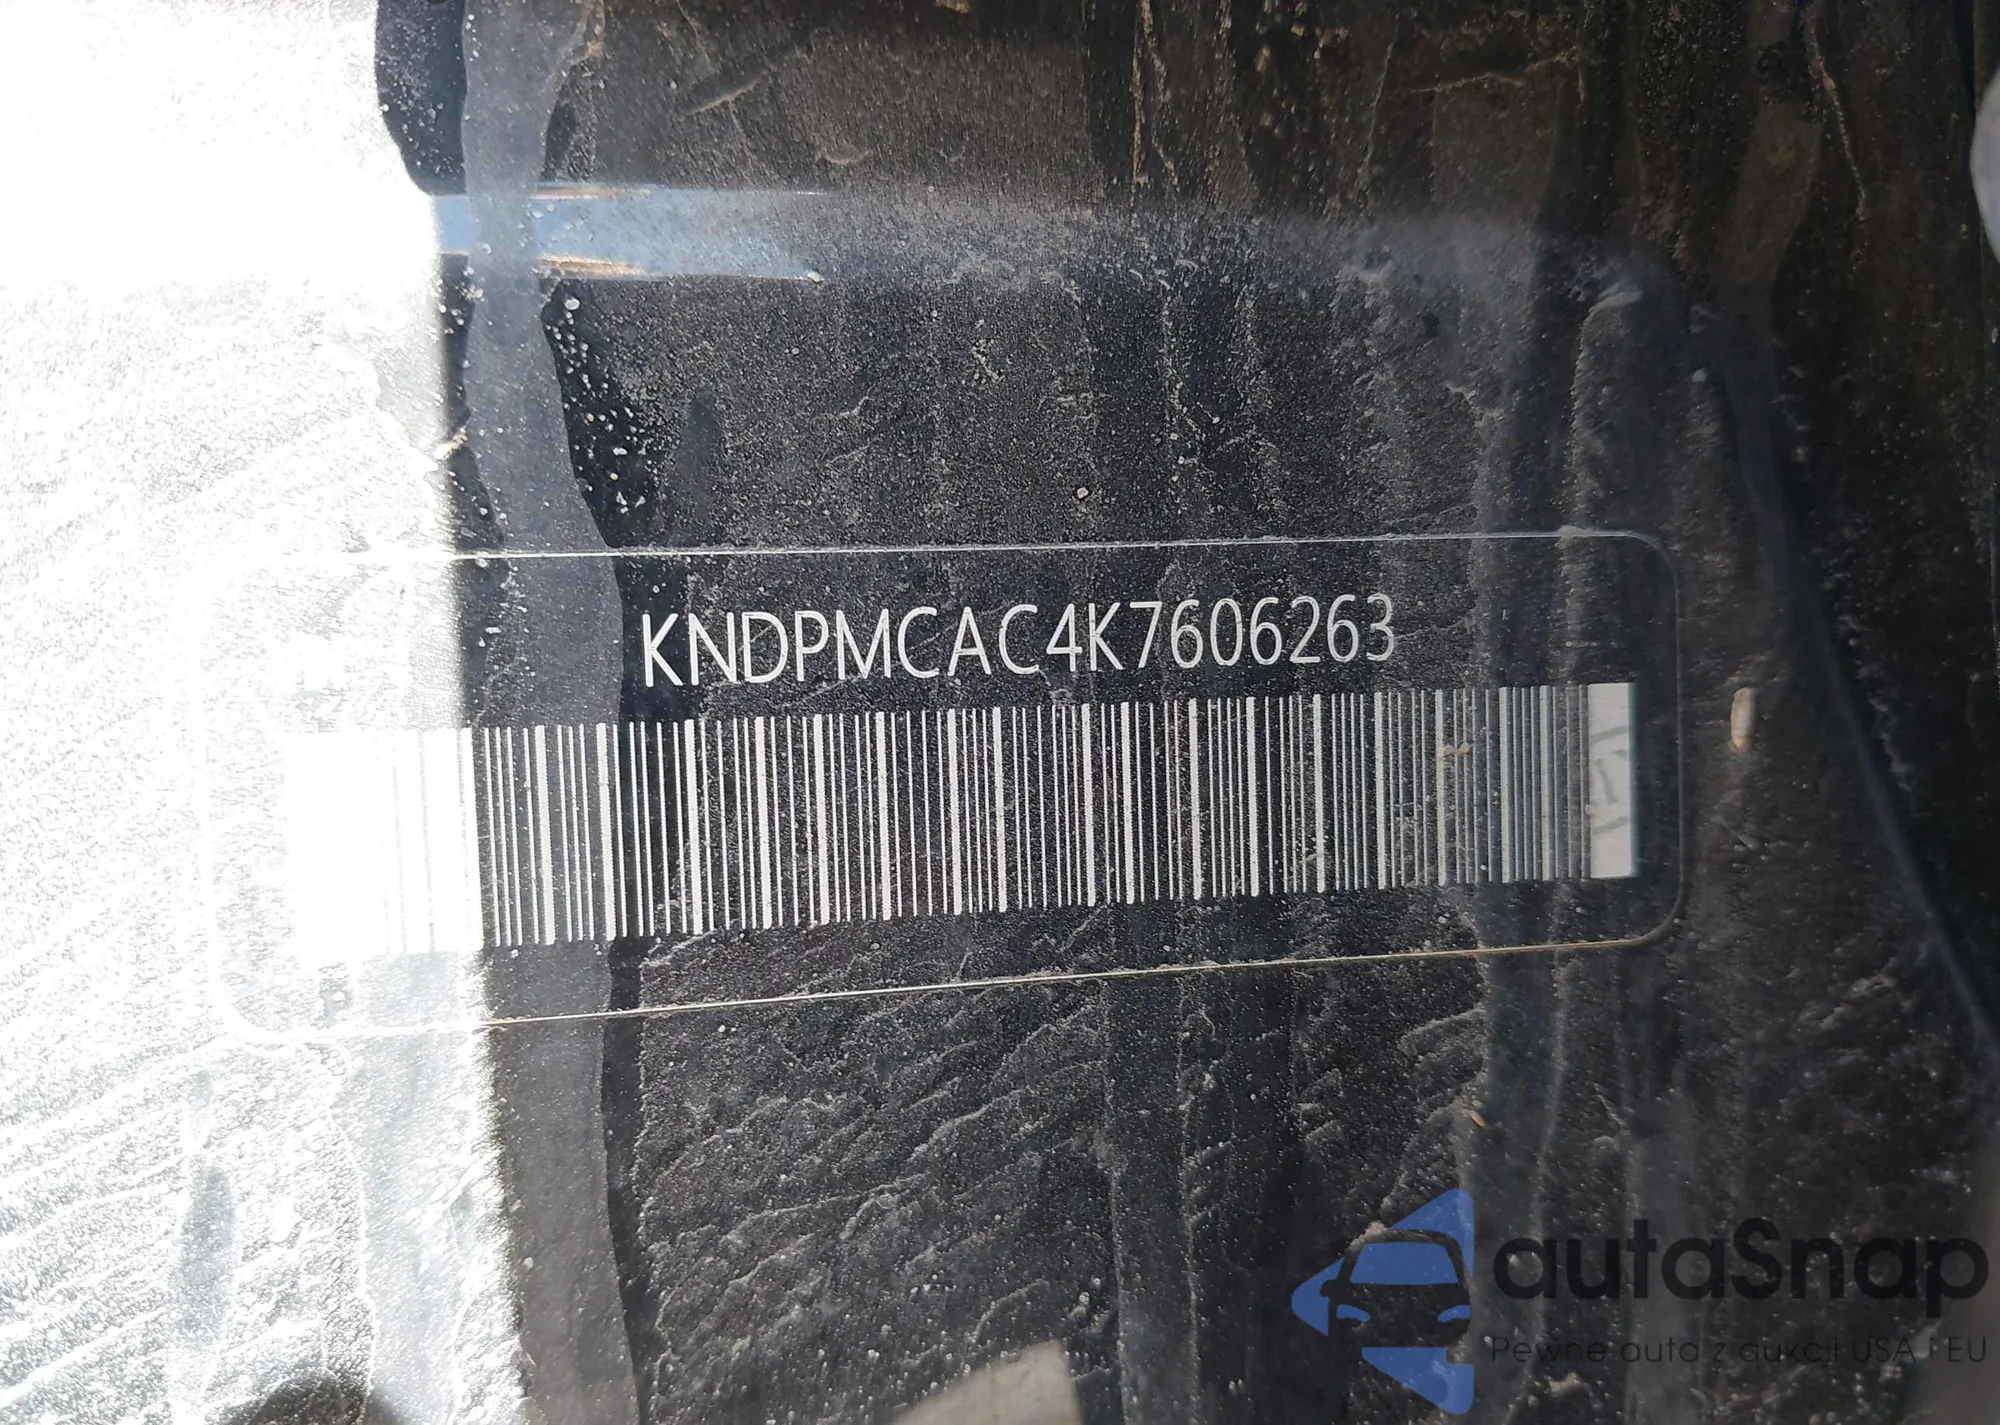 KNDPMCAC4K7606263
autaSnap
Pewne auta z aukcji USA i EU